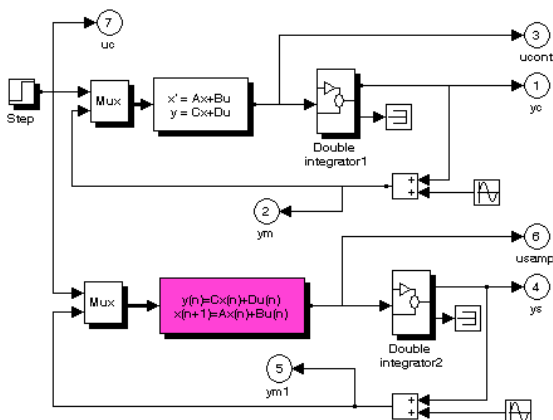 7
uc
3
ucont
Step
Mux
x' = Ax+Bu
y = Cx+Du
Double
integrator1
1
yc
+
+
2
ym
6
usamp
Mux
y(n)=Cx(n)+Du(n)
x(n+1)=Ax(n)+Bu(n)
Double
integrator2
4
ys
5
ym1
+
+